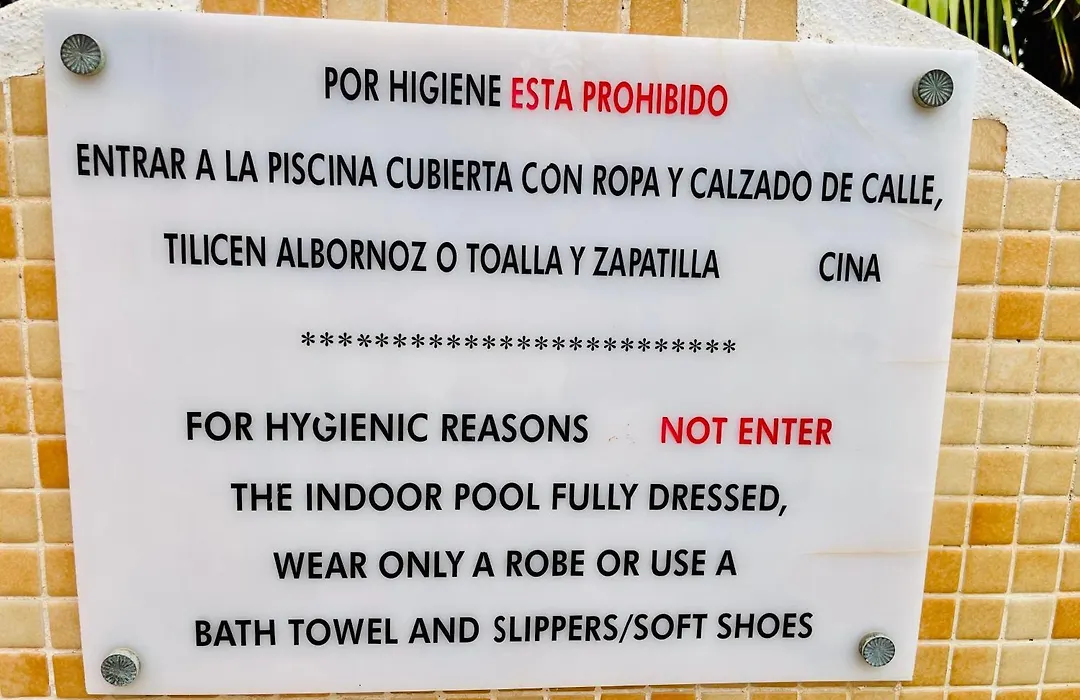 POR HIGIENE ESTA PROHIBIDO
ENTRAR A LA PISCINA CUBIERTA CON ROPA Y CALZADO DE CALLE,
TILICEN ALBORNOZ O TOALLA Y ZAPATILLA CINA
************************
FOR HYGIENIC REASONS NOT ENTER
THE INDOOR POOL FULLY DRESSED,
WEAR ONLY A ROBE OR USE A
BATH TOWEL AND SLIPPERS/SOFT SHOES